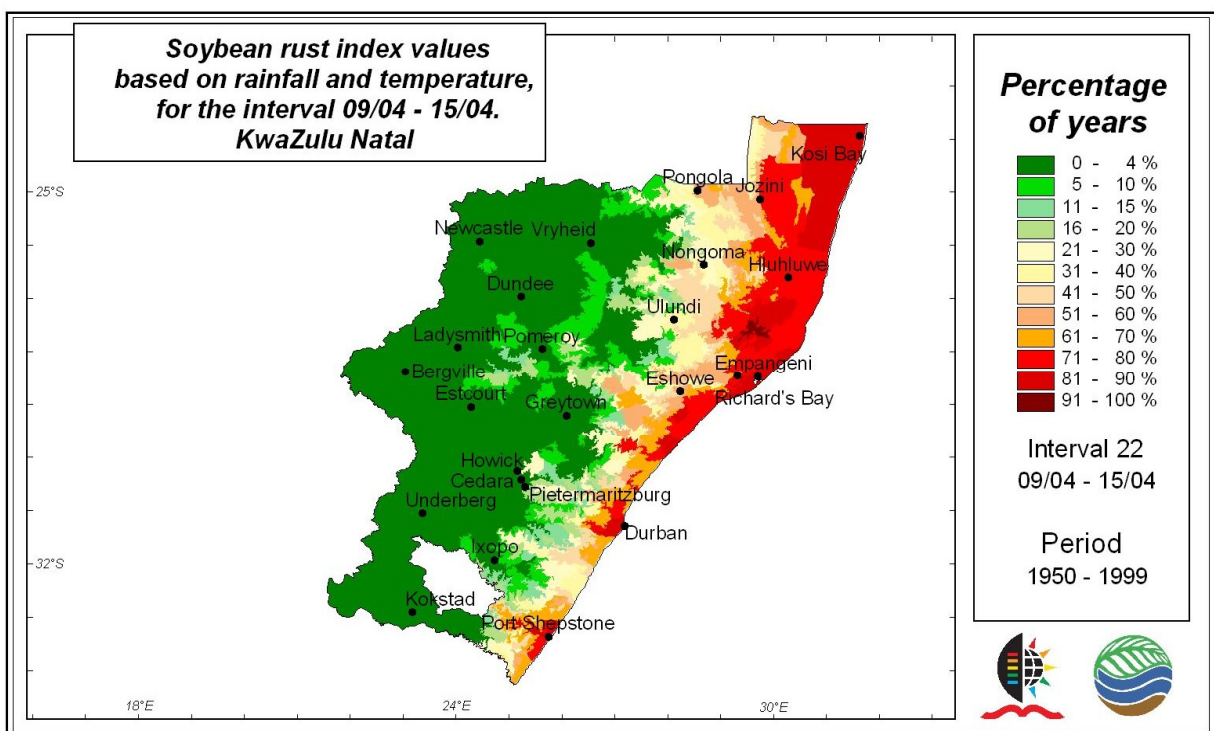 Soybean rust index values
based on rainfall and temperature,
for the interval 09/04 - 15/04.
KwaZulu Natal
Percentage
of years
0 - 4 %
5 - 10 %
11 - 15 %
16 - 20 %
21 - 30 %
31 - 40 %
41 - 50 %
51 - 60 %
61 - 70 %
71 - 80 %
81 - 90 %
91 - 100 %
Interval 22
09/04 - 15/04
Period
1950 - 1999
Kosi Bay
Pongola
Jozini
25°S
Newcastle
Vryheid
Nongoma
Hluhluwe
Dundee
Ulundi
Ladysmith
Pomeroy
Bergville
Empangeni
Eshowe
Estcourt
Greytown
Richard's Bay
Howick
Cedara
Pietermaritzburg
Underberg
Durban
Ixopo
32°S
Kokstad
Port Shepstone
18°E
24°E
30°E